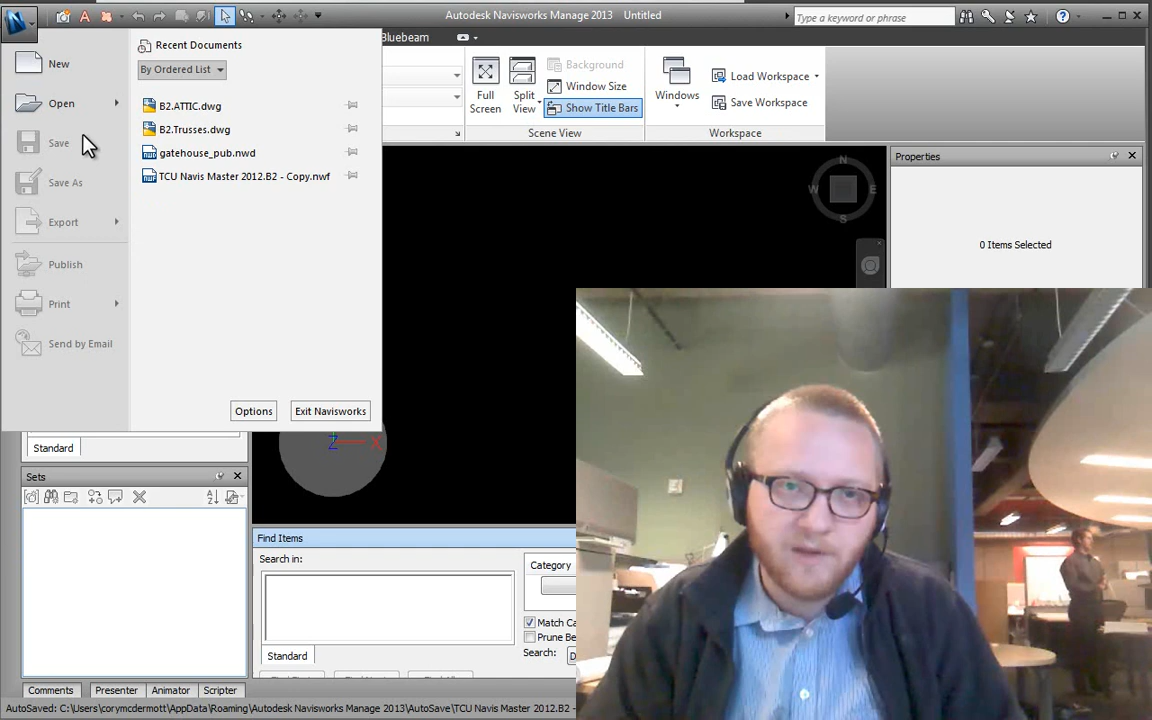 Autodesk Navisworks Manage 2013 Untitled
Type a keyword or phrase
Recent Documents
By Ordered List
New
Open
Save
Save As
Export
Publish
Print
Send by Email
B2.ATTIC.dwg
B2.Trusses.dwg
gatehouse_pub.nwd
TCU Navis Master 2012.B2 - Copy.nwf
Options
Exit Navisworks
Bluebeam
Full
Screen
Split
View
Background
Window Size
Show Title Bars
Scene View
Windows
Load Workspace
Save Workspace
Workspace
N
W
E
S
Properties
0 Items Selected
Z
X
Standard
Sets
Find Items
Search in:
Category
Match Ca
Prune Be
Search:
Standard
Comments
Presenter
Animator
Scripter
AutoSaved: C:\Users\corymcdermott\AppData\Roaming\Autodesk Navisworks Manage 2013\AutoSave\TCU Navis Master 2012.B2 -